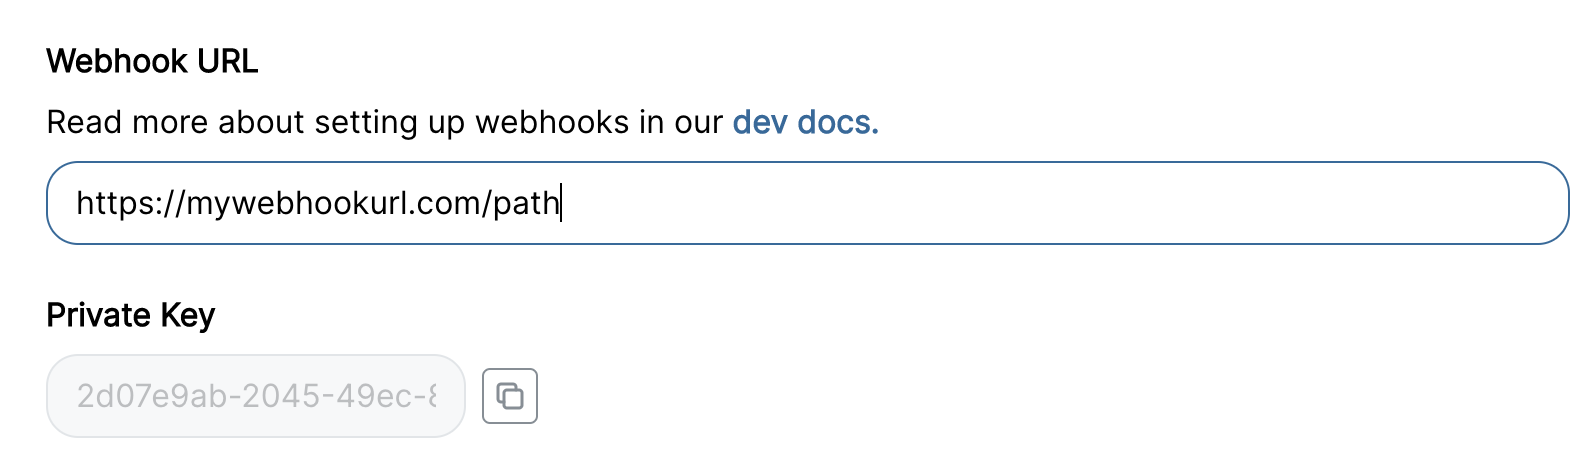 Webhook URL
Read more about setting up webhooks in our dev docs.
https://mywebhookurl.com/path
Private Key
2d07e9ab-2045-49ec-